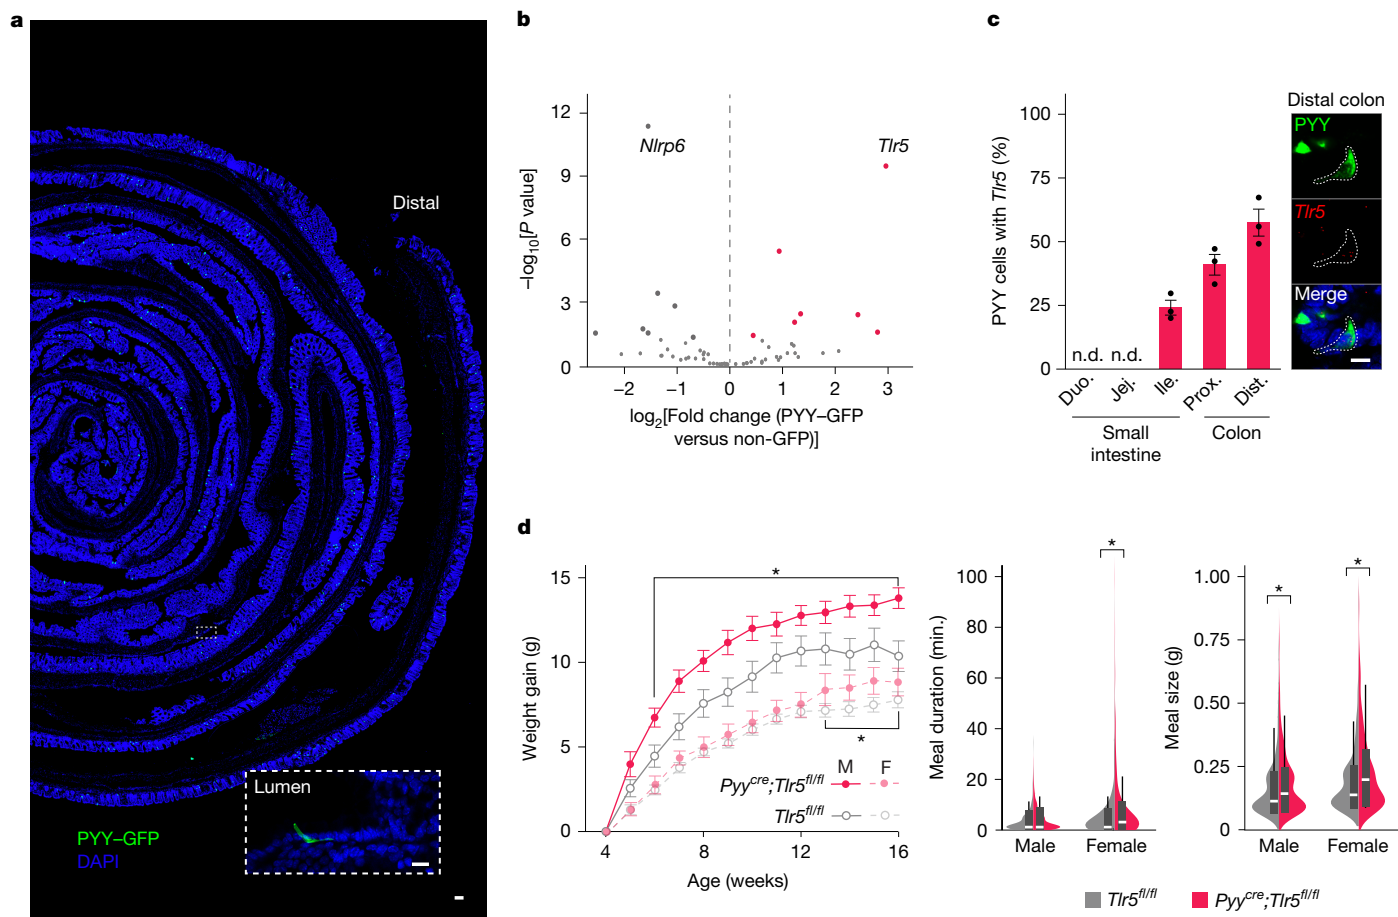 a
Distal
Lumen
PYY–GFP
DAPI
b
12
9
6
3
0
–log10[P value]
Nlrp6
Tlr5
–2
–1
0
1
2
3
log2[Fold change (PYY–GFP
versus non-GFP)]
c
100
75
50
25
0
PYY cells with Tlr5 (%)
n.d.
n.d.
Duo.
Jej.
Ile.
Prox.
Dist.
Small
intestine
Colon
Distal colon
PYY
Tlr5
Merge
d
15
10
5
0
Weight gain (g)
*
*
M F
Pyycre;Tlr5fl/fl
Tlr5fl/fl
4
8
12
16
Age (weeks)
100
80
60
40
20
0
Meal duration (min.)
*
Male
Female
1.00
0.75
0.50
0.25
0
Meal size (g)
*
*
Male
Female
Tlr5fl/fl
Pyycre;Tlr5fl/fl